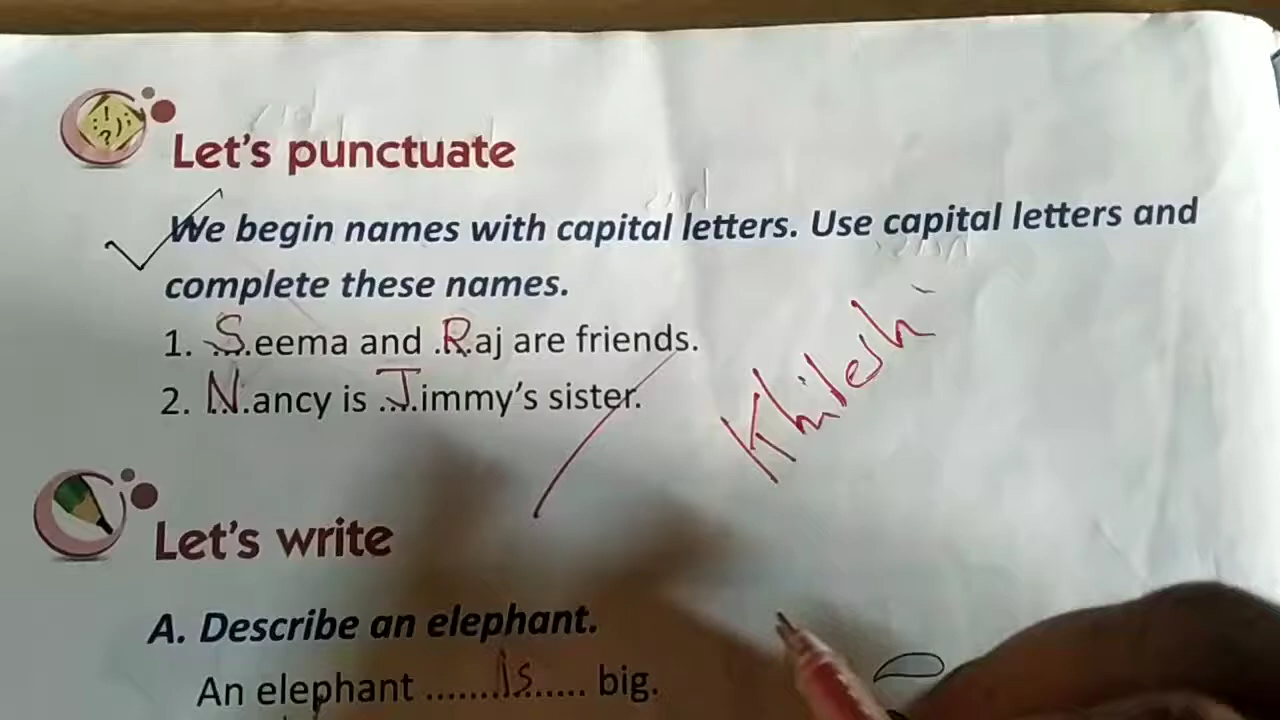 Let's punctuate
We begin names with capital letters. Use capital letters and
complete these names.
1. ...S.eema and .R.aj are friends.
2. N.ancy is ...J.immy's sister.
Khilesh
Let's write
A. Describe an elephant.
An elephant ........is....... big.